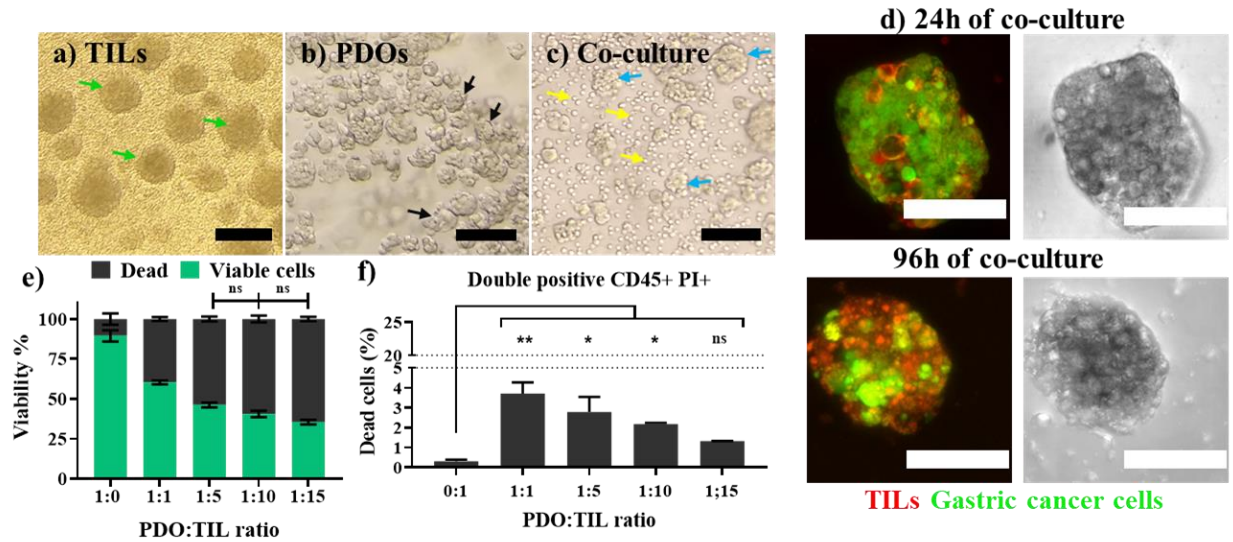 a) TILs
b) PDOs
c) Co-culture
d) 24h of co-culture
96h of co-culture
TILs Gastric cancer cells
e)
Dead Viable cells
ns ns
Viability %
100
75
50
25
0
1:0 1:1 1:5 1:10 1:15
PDO:TIL ratio
f)
Double positive CD45+ PI+
Dead cells (%)
25
20
5
4
3
2
1
0
** * * ns
0:1 1:1 1:5 1:10 1;15
PDO:TIL ratio